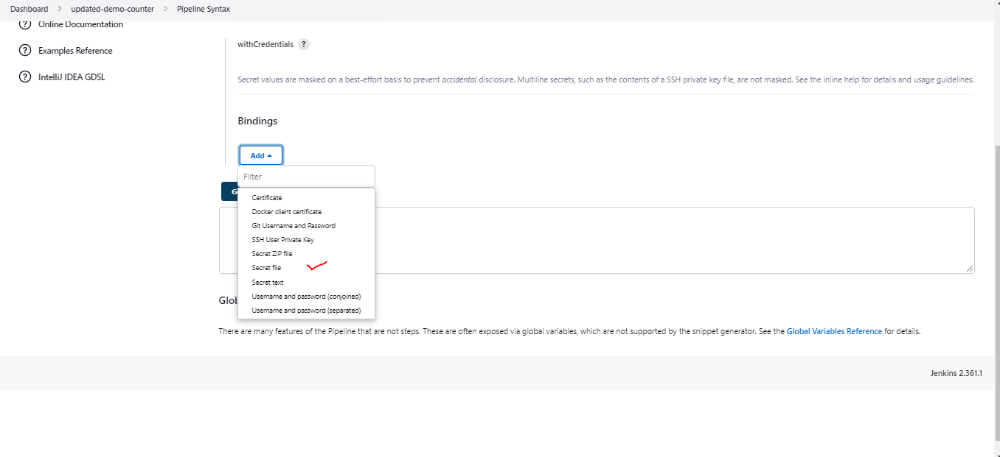 Dashboard > updated-demo-counter > Pipeline Syntax
Online Documentation
Examples Reference
IntelliJ IDEA GDSL
withCredentials ?
Secret values are masked on a best-effort basis to prevent accidental disclosure. Multiline secrets, such as the contents of a SSH private key file, are not masked. See the inline help for details and usage guidelines.
Bindings
Add
Filter
G
Certificate
Docker client certificate
Git Username and Password
SSH User Private Key
Secret ZIP file
Secret file
Secret text
Username and password (conjoined)
Username and password (separated)
Glob
There are many features of the Pipeline that are not steps. These are often exposed via global variables, which are not supported by the snippet generator. See the Global Variables Reference for details.
Jenkins 2.361.1